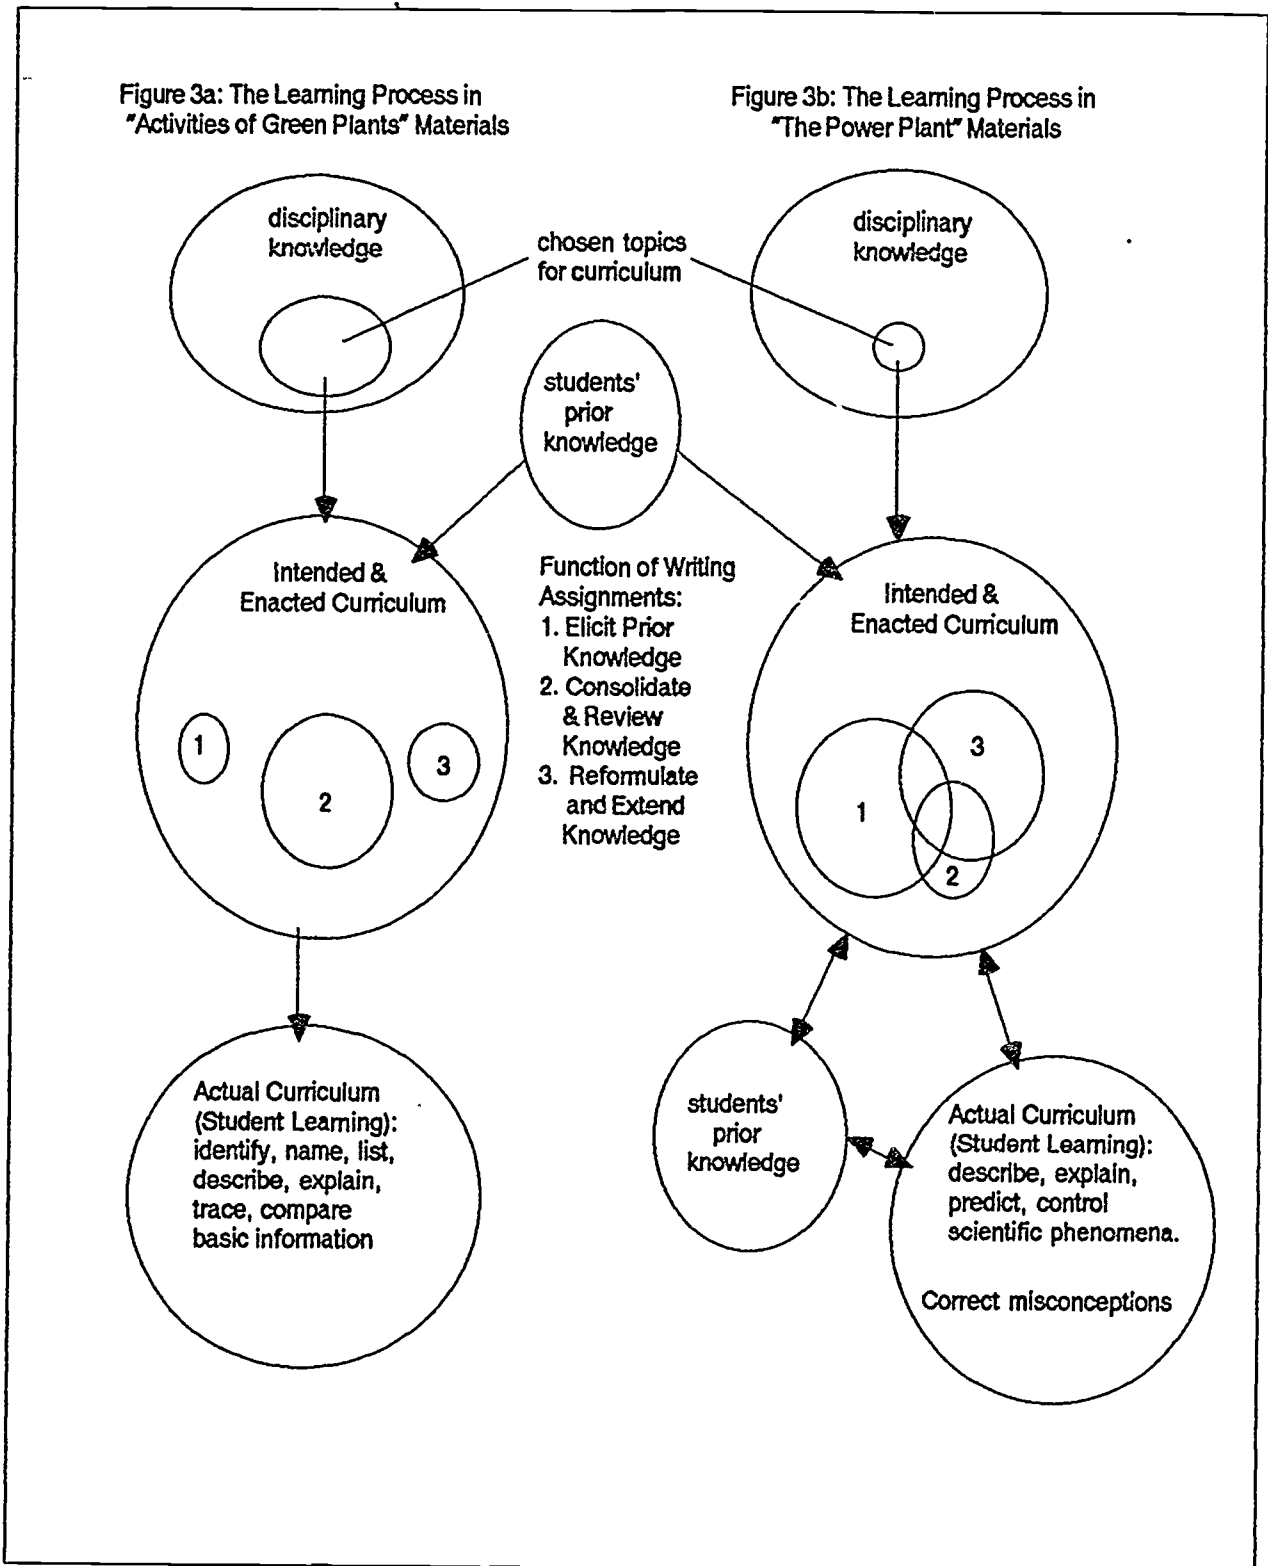 Figure 3a: The Learning Process in
"Activities of Green Plants" Materials
Figure 3b: The Learning Process in
"The Power Plant" Materials
disciplinary
knowledge
chosen topics
for curriculum
disciplinary
knowledge
students'
prior
knowledge
Intended &
Enacted Curriculum
1
2
3
Function of Writing
Assignments:
1. Elicit Prior
Knowledge
2. Consolidate
& Review
Knowledge
3. Reformulate
and Extend
Knowledge
Intended &
Enacted Curriculum
1
3
2
Actual Curriculum
(Student Learning):
identify, name, list,
describe, explain,
trace, compare
basic information
students'
prior
knowledge
Actual Curriculum
(Student Learning):
describe, explain,
predict, control
scientific phenomena.
Correct misconceptions